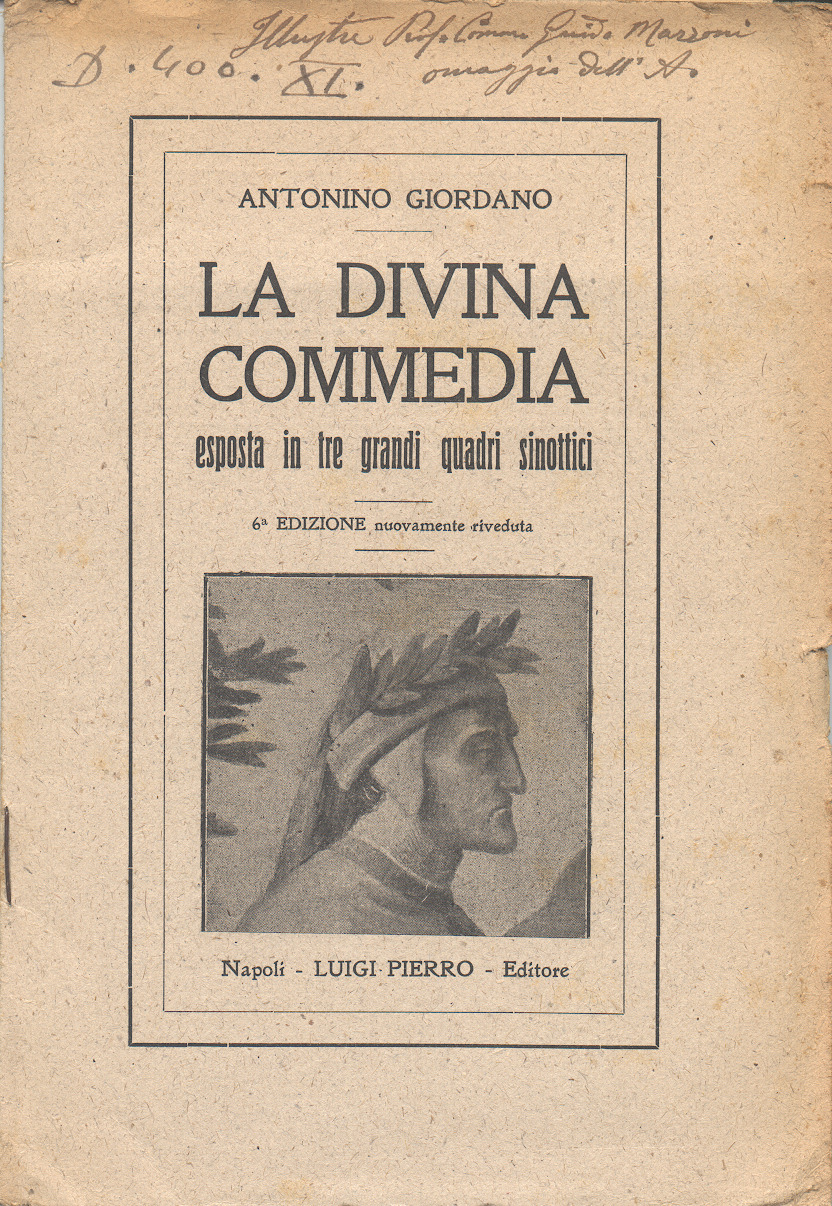 Illustre Prof. Comm. Guido Mazzoni
D. 400. XI.
omaggio dell' A.
ANTONINO GIORDANO
LA DIVINA
COMMEDIA
esposta in tre grandi quadri sinottici
6ª EDIZIONE nuovamente riveduta
Napoli - LUIGI PIERRO - Editore